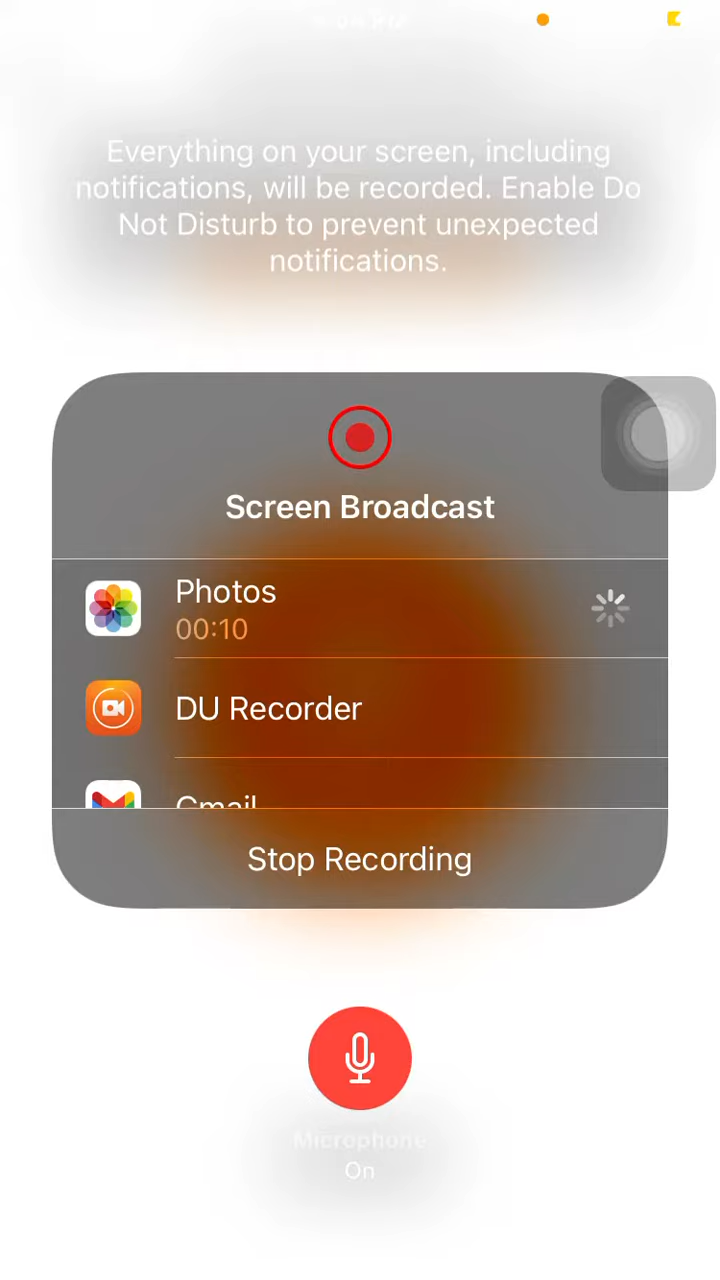 Everything on your screen, including
notifications, will be recorded. Enable Do
Not Disturb to prevent unexpected
notifications.
Screen Broadcast
Photos
00:10
DU Recorder
Gmail
Stop Recording
Microphone
On